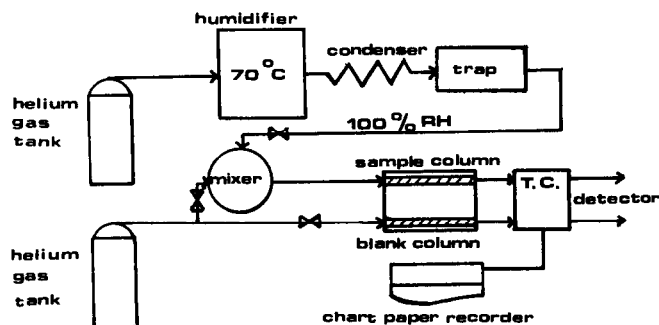 humidifier
70°C
condenser
trap
helium
gas
tank
100% RH
mixer
sample column
T.C.
detector
blank column
helium
gas
tank
chart paper recorder